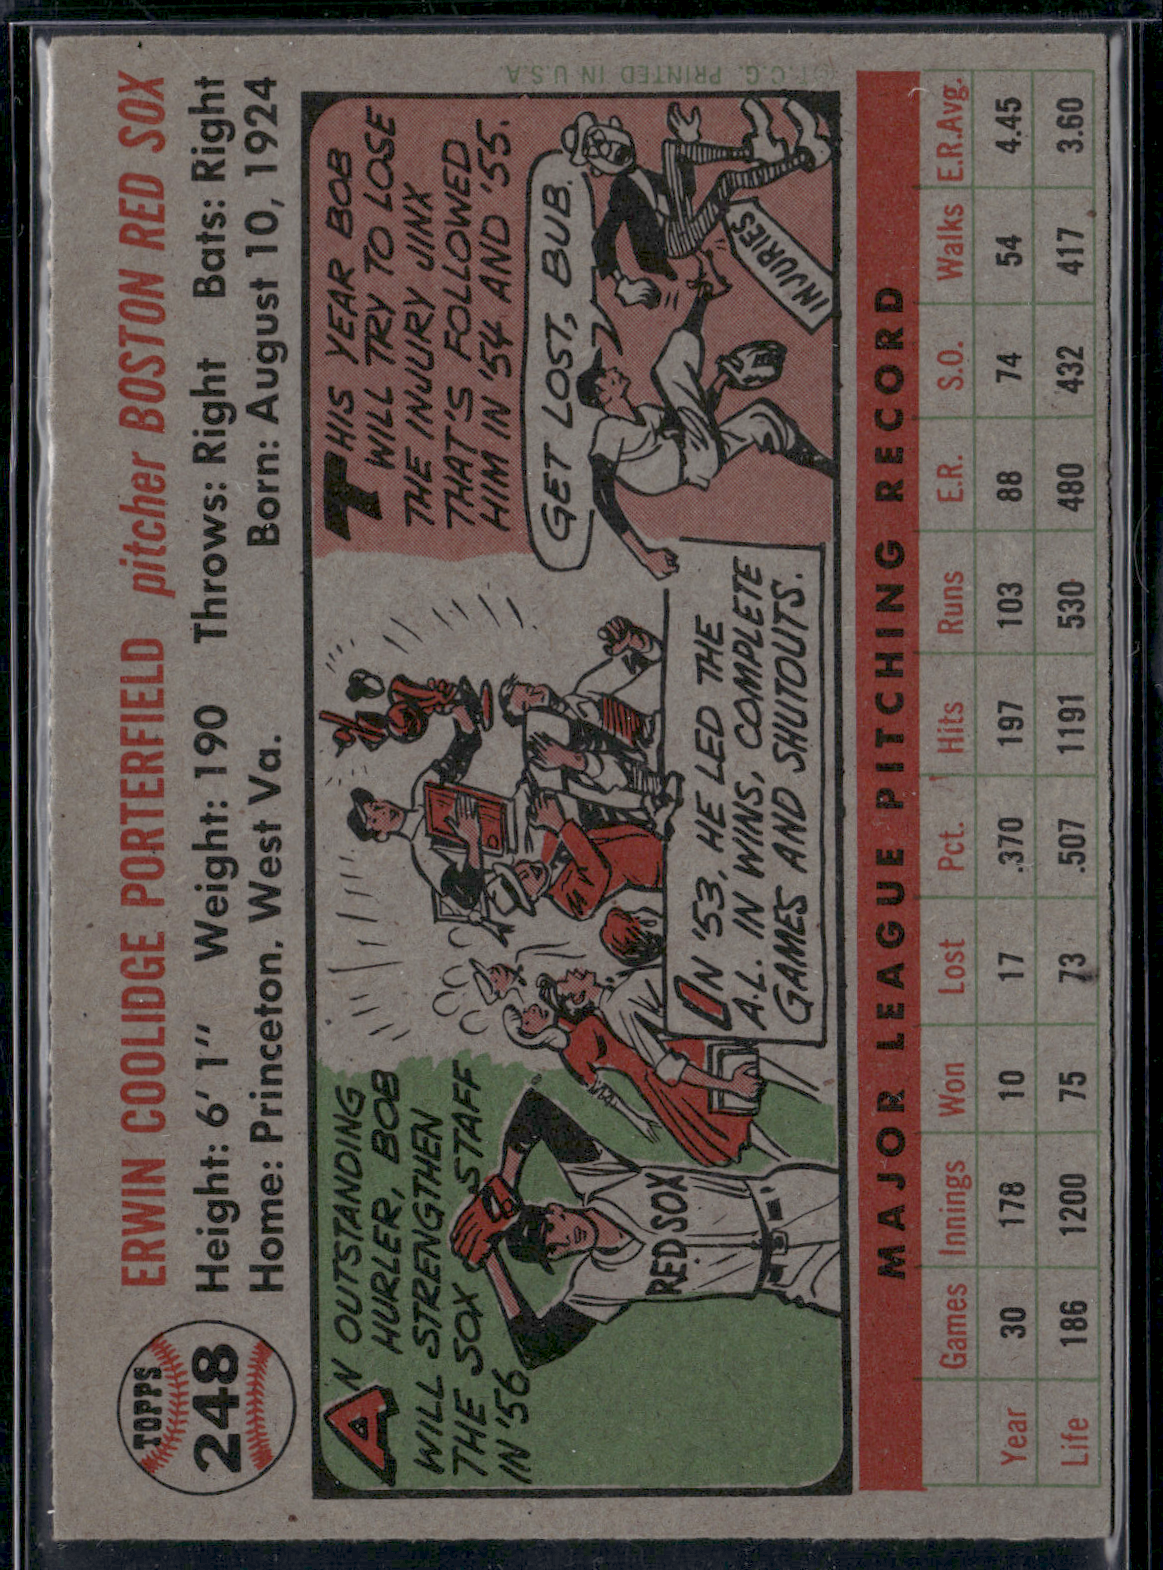 TOPPS
248
ERWIN COOLIDGE PORTERFIELD pitcher BOSTON RED SOX
Height: 6' 1" Weight: 190 Throws: Right Bats: Right
Home: Princeton, West Va. Born: August 10, 1924
AN OUTSTANDING
HURLER, BOB
WILL STRENGTHEN
THE SOX STAFF
IN '56.
RED SOX
IN '53, HE LED THE
A.L. IN WINS, COMPLETE
GAMES AND SHUTOUTS.
THIS YEAR BOB
WILL TRY TO LOSE
THE INJURY JINX
THAT'S FOLLOWED
HIM IN '54 AND '55.
GET LOST, BUB.
INJURIES
©T.C.G. PRINTED IN U.S.A.
MAJOR LEAGUE PITCHING RECORD
Games Innings Won Lost Pct. Hits Runs E.R. S.O. Walks E.R.Avg.
Year 30 178 10 17 .370 197 103 88 74 54 4.45
Life 186 1200 75 73 .507 1191 530 480 432 417 3.60